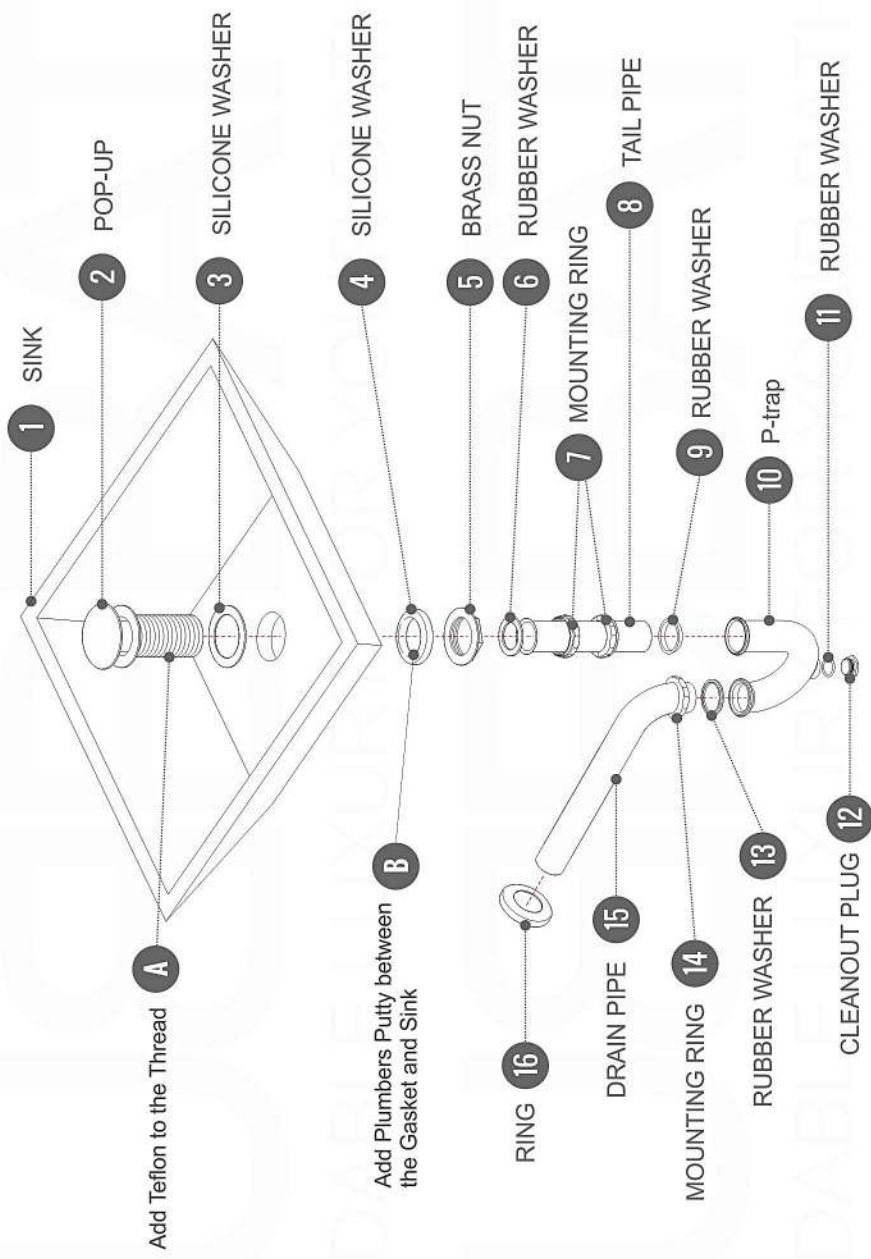 1 SINK
2 POP-UP
3 SILICONE WASHER
A
Add Teflon to the Thread
4 SILICONE WASHER
B
Add Plumbers Putty between
the Gasket and Sink
5 BRASS NUT
6 RUBBER WASHER
7 MOUNTING RING
8 TAIL PIPE
9 RUBBER WASHER
10 P-trap
11 RUBBER WASHER
CLEANOUT PLUG 12
RUBBER WASHER 13
MOUNTING RING 14
DRAIN PIPE 15
RING 16